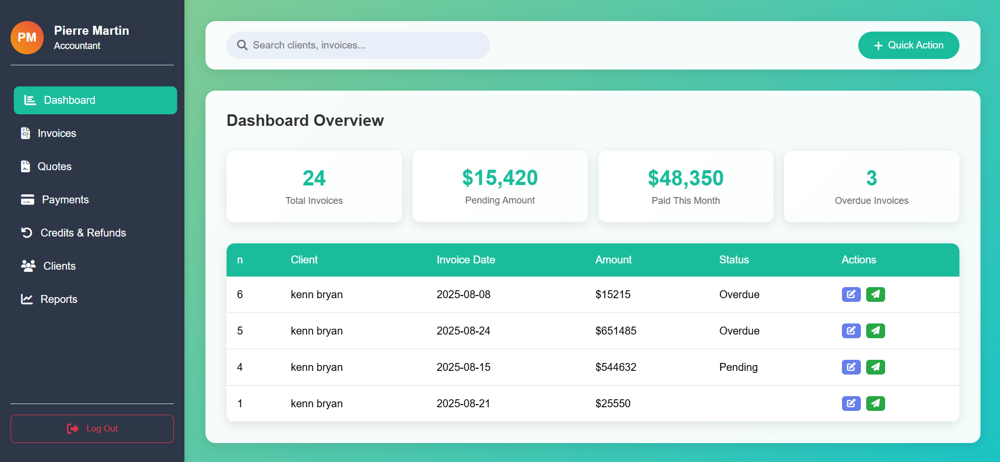 PM
Pierre Martin
Accountant
Dashboard
Invoices
Quotes
Payments
Credits & Refunds
Clients
Reports
Log Out
Search clients, invoices...
Quick Action
Dashboard Overview
24
Total Invoices
$15,420
Pending Amount
$48,350
Paid This Month
3
Overdue Invoices
n Client Invoice Date Amount Status Actions
6 kenn bryan 2025-08-08 $15215 Overdue
5 kenn bryan 2025-08-24 $651485 Overdue
4 kenn bryan 2025-08-15 $544632 Pending
1 kenn bryan 2025-08-21 $25550